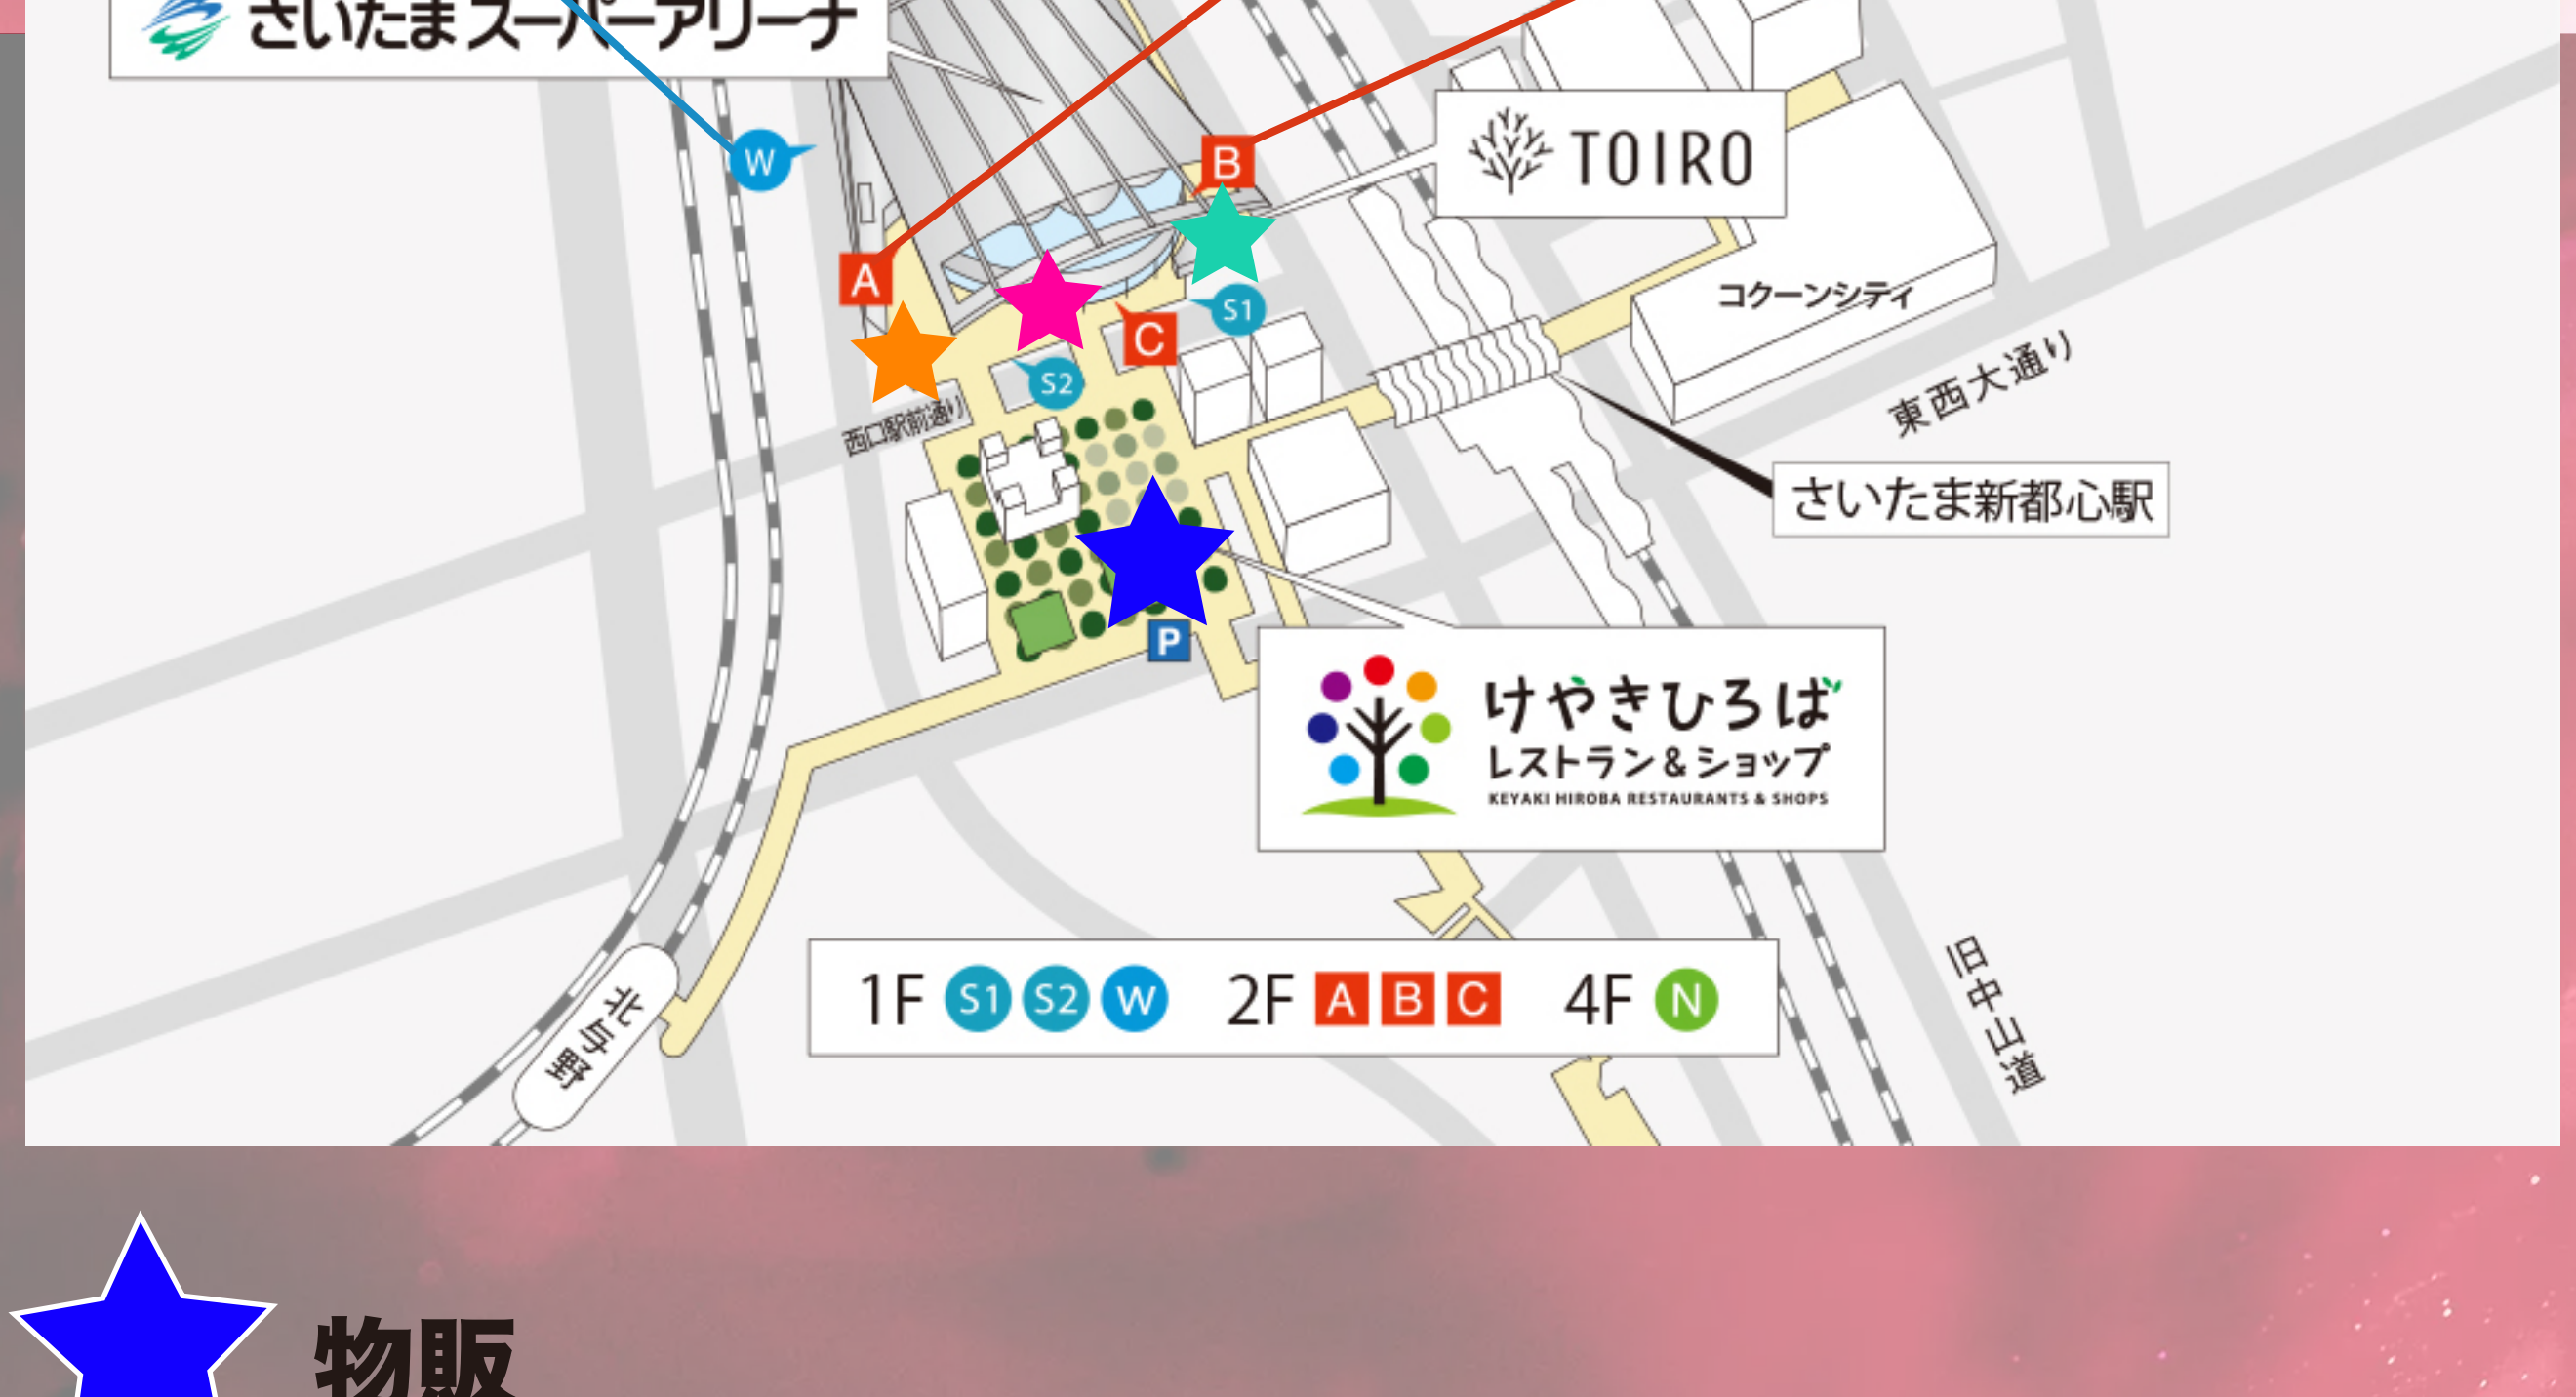 さいたまスーパーアリーナ
W
B
TOIRO
A
コクーンシティ
S1
C
S2
東西大通り
西口駅前通り
さいたま新都心駅
P
けやきひろば
レストラン&ショップ
KEYAKI HIROBA RESTAURANTS & SHOPS
1F S1 S2 W 2F A B C 4F N
旧中山道
北与野
物販